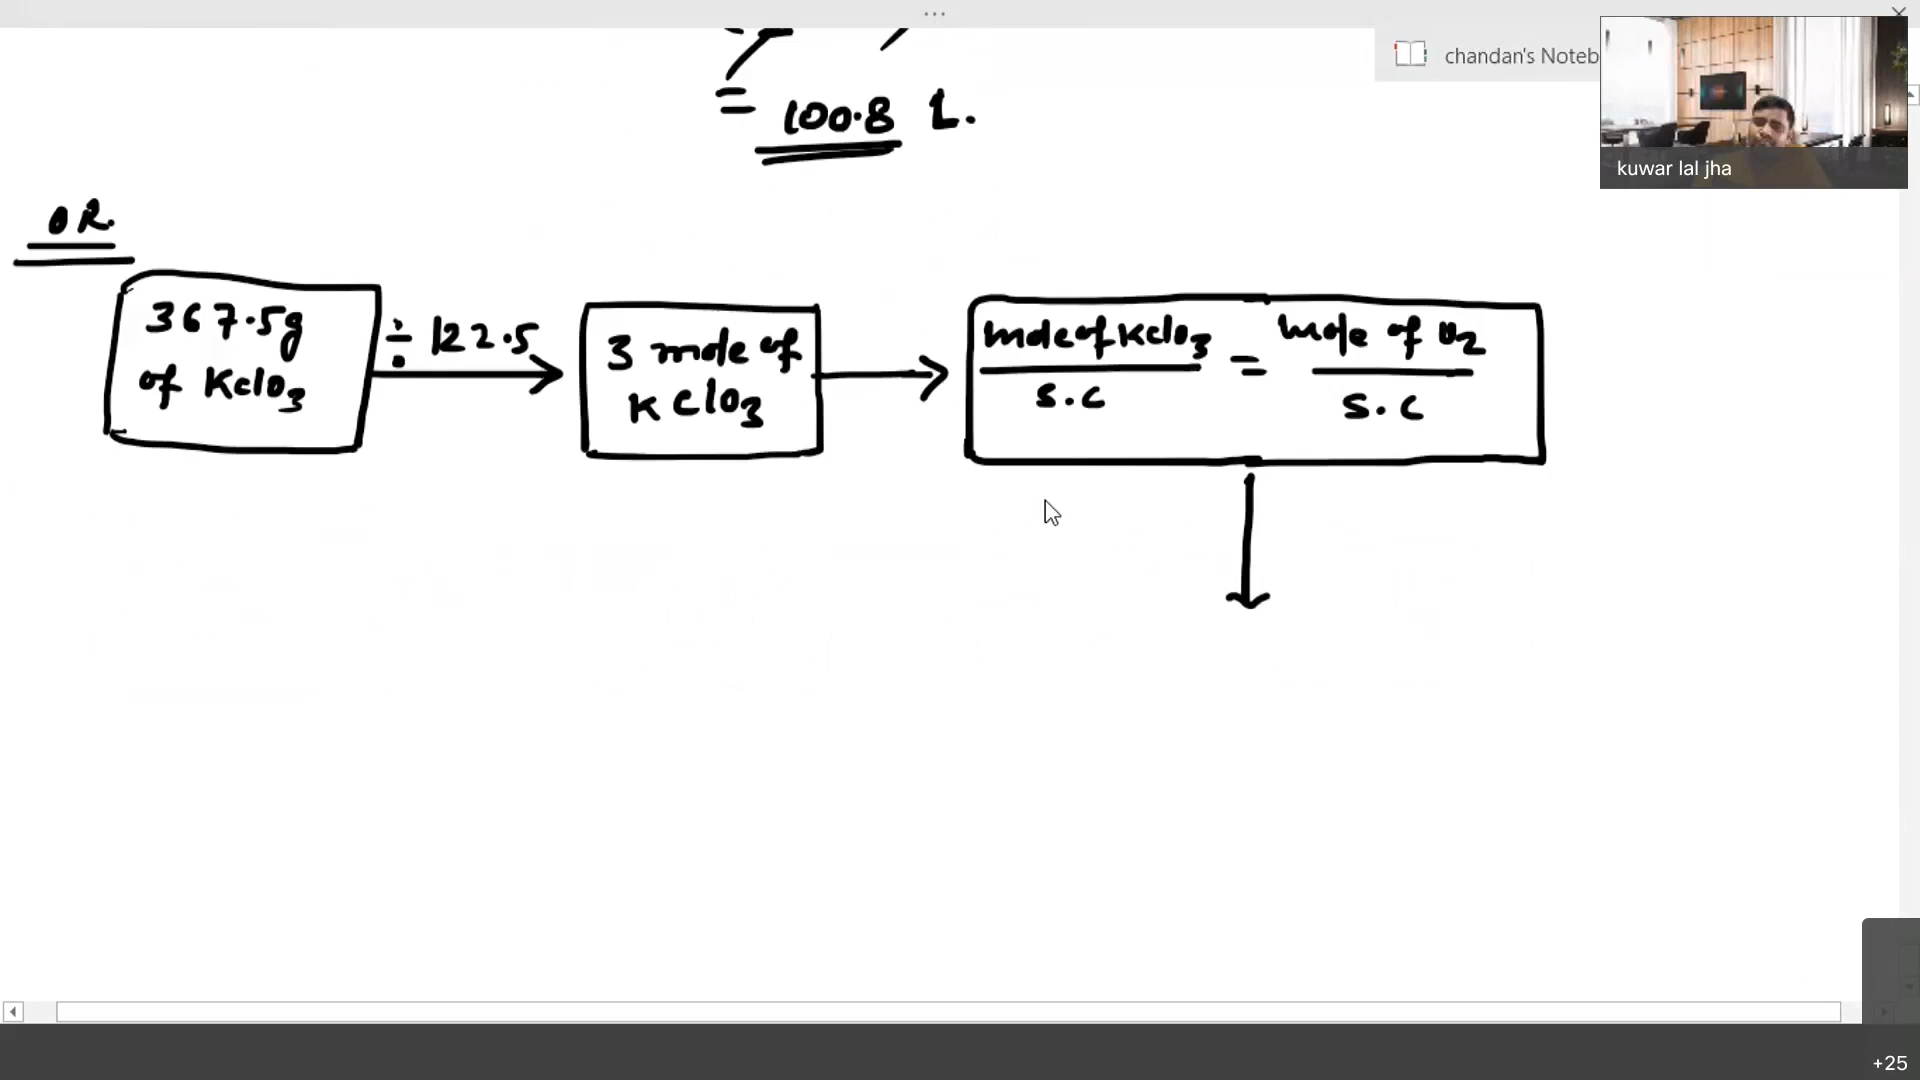 chandan's Noteb
kuwar lal jha
= 100.8 L.
OR.
367.5g
of KClO3
÷ 122.5
3 mole of
KClO3
mole of KClO3 = mole of O2
S.C S.C
+25